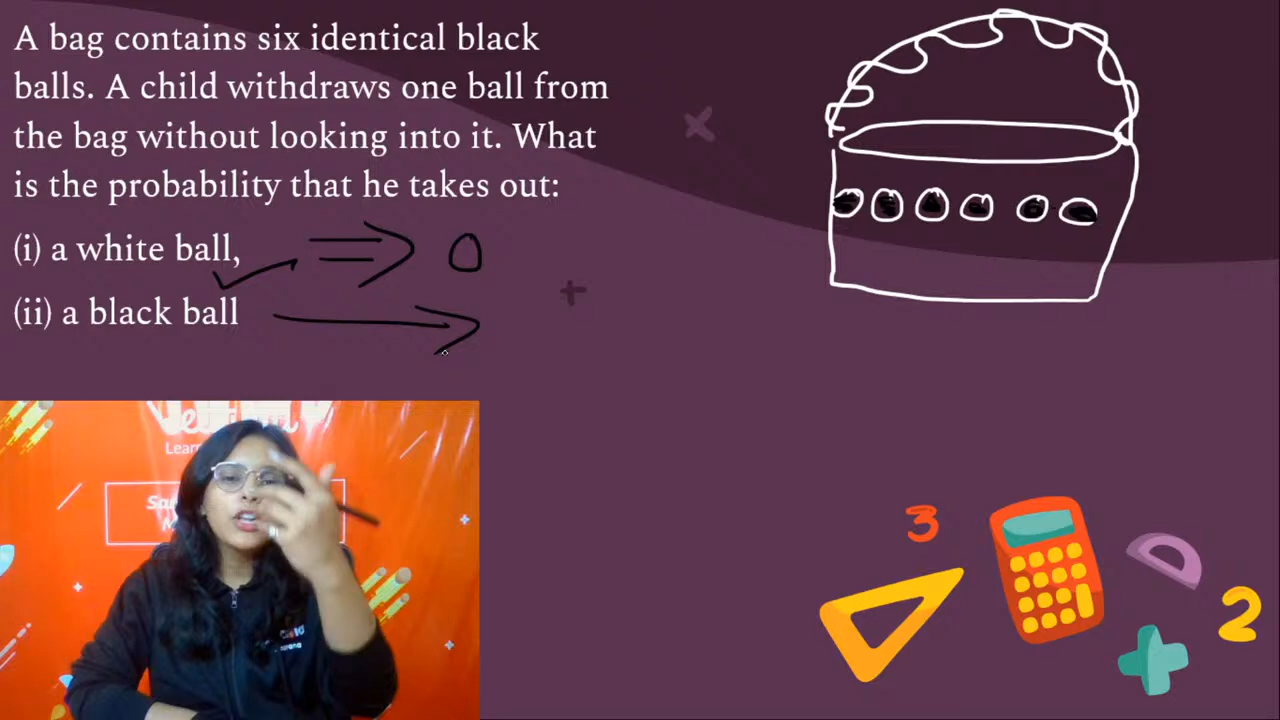 A bag contains six identical black
balls. A child withdraws one ball from
the bag without looking into it. What
is the probability that he takes out:
(i) a white ball, ⇒ 0
(ii) a black ball →
Learn
3
2